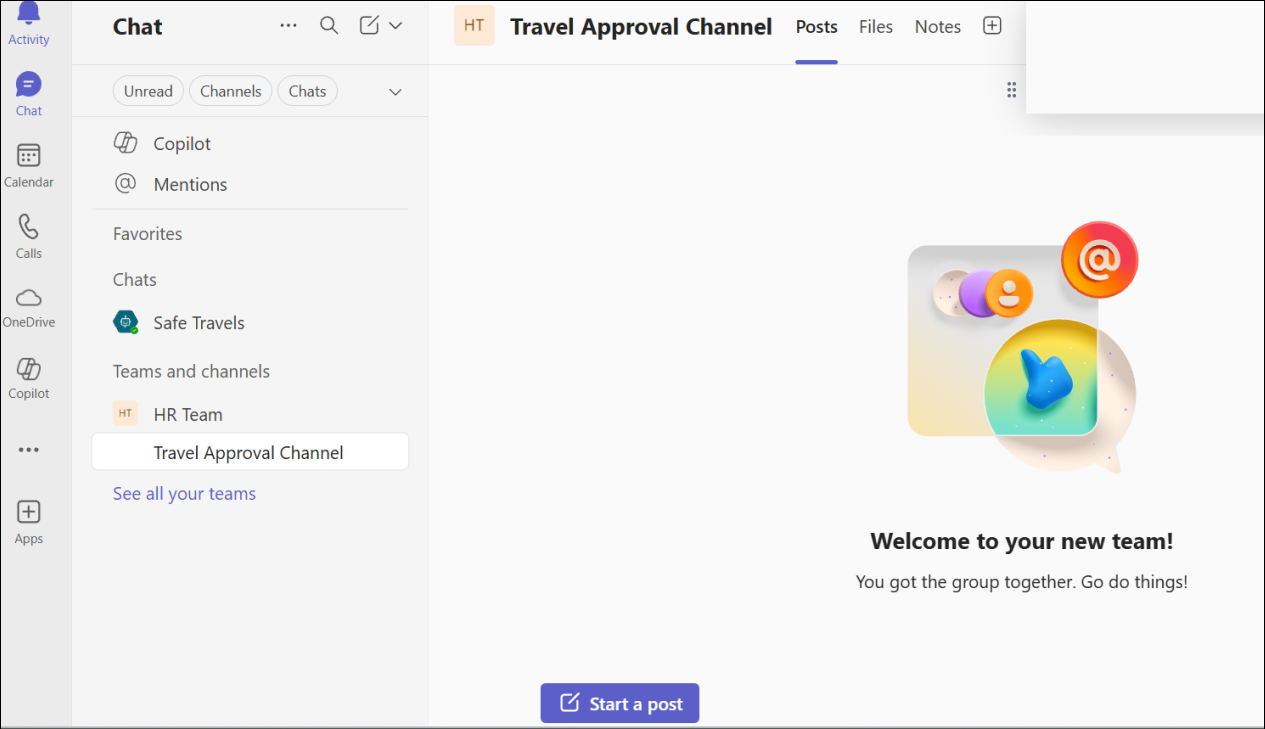 Activity
Chat
Calendar
Calls
OneDrive
Copilot
Apps
Chat
Unread
Channels
Chats
Copilot
@ Mentions
Favorites
Chats
Safe Travels
Teams and channels
HT HR Team
Travel Approval Channel
See all your teams
HT Travel Approval Channel Posts Files Notes
@
Welcome to your new team!
You got the group together. Go do things!
Start a post